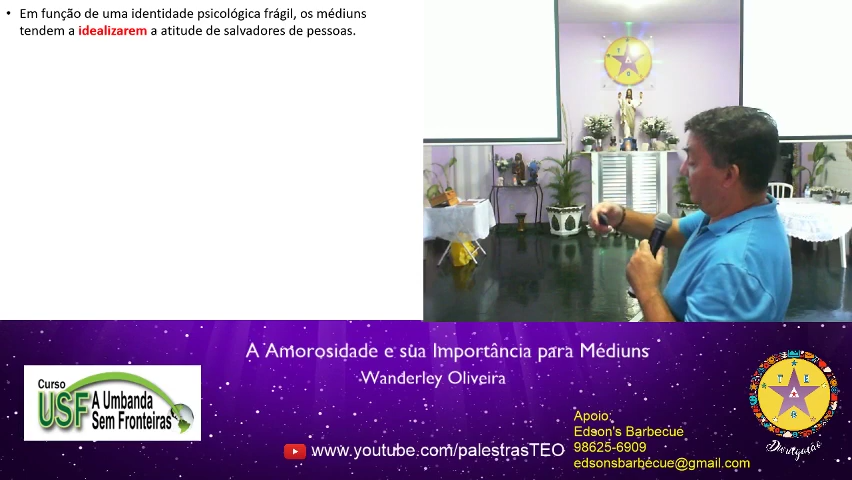 • Em função de uma identidade psicológica frágil, os médiuns
tendem a idealizarem a atitude de salvadores de pessoas.
A Amorosidade e sua Importância para Médiuns
Wanderley Oliveira
Curso
USF A Umbanda
Sem Fronteiras
www.youtube.com/palestrasTEO
Apoio:
Edson's Barbecue
98625-6909
edsonsbarbecue@gmail.com
T E
Divulgação